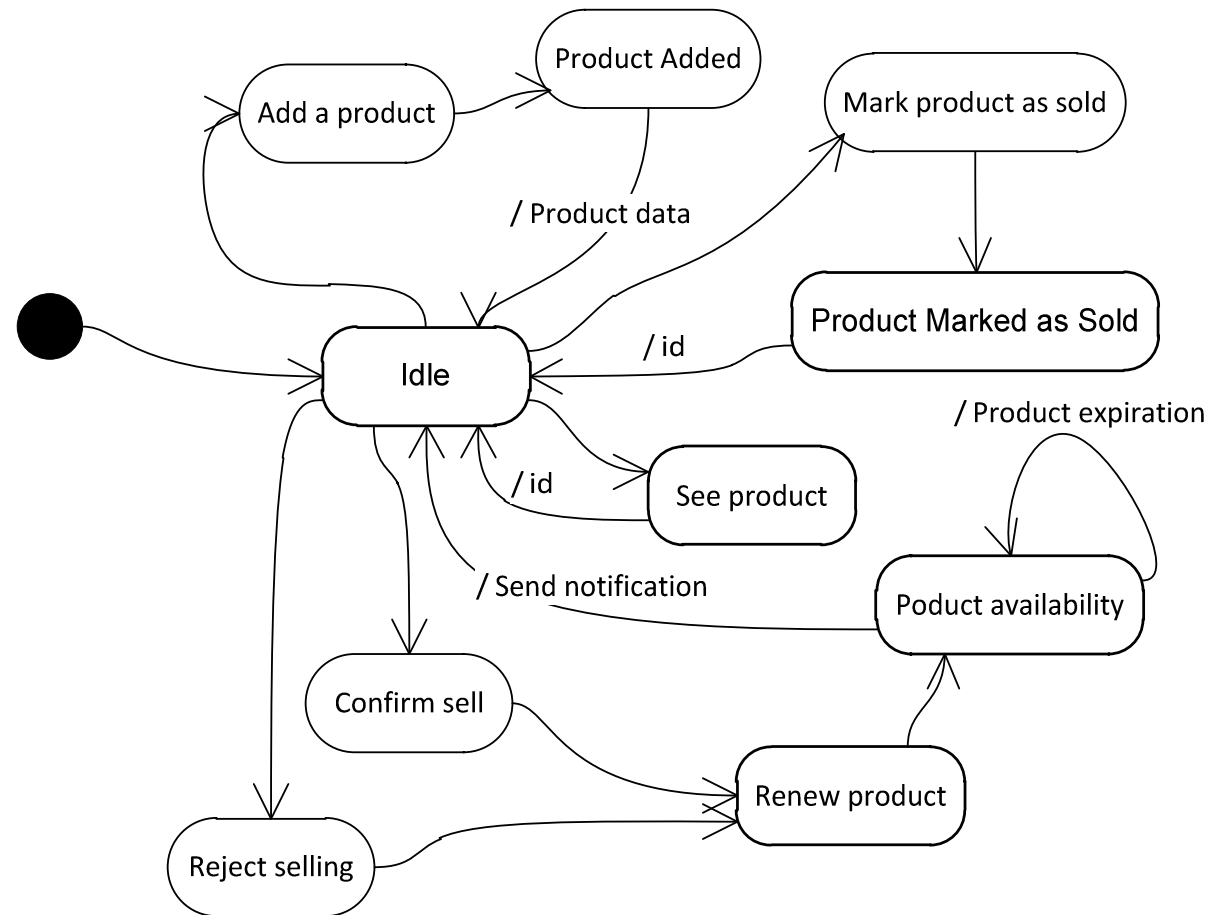 Product Added
Mark product as sold
Add a product
/ Product data
Product Marked as Sold
/ id
Idle
/ Product expiration
/ id
See product
/ Send notification
Poduct availability
Confirm sell
Renew product
Reject selling